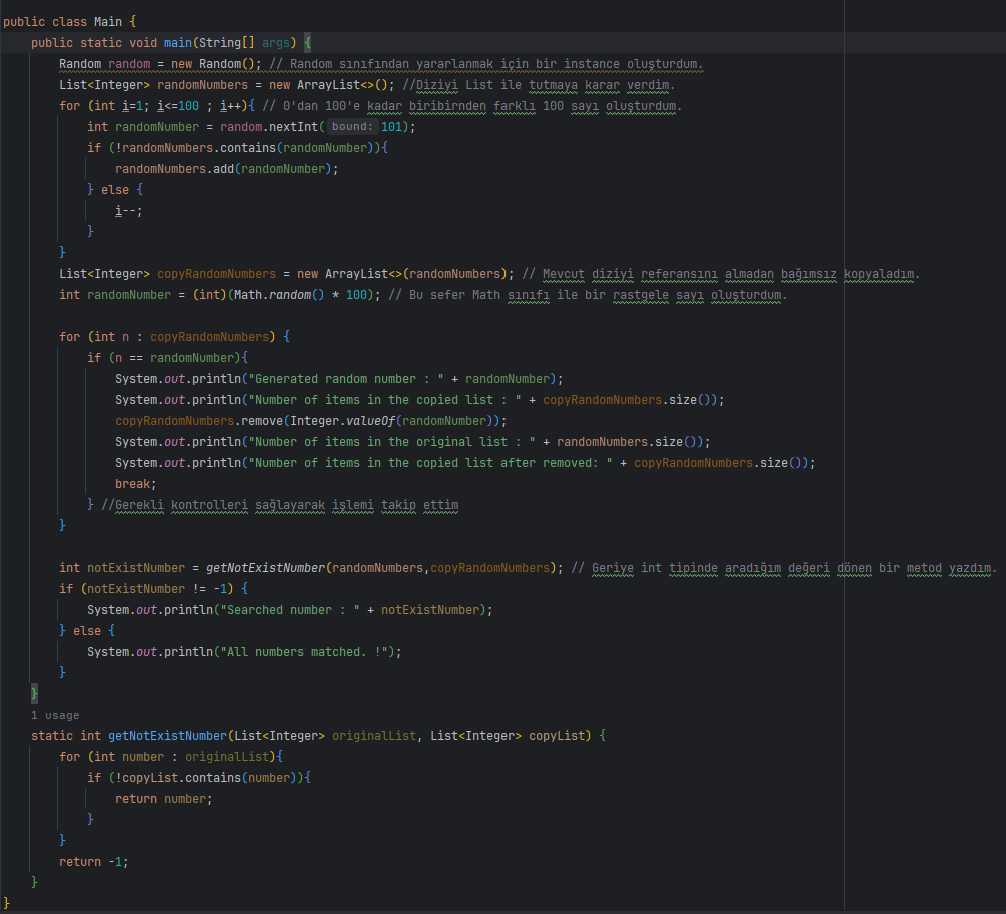 public class Main {
public static void main(String[] args) {
Random random = new Random(); // Random sınıfından yararlanmak için bir instance oluşturdum.
List<Integer> randomNumbers = new ArrayList<>(); //Diziyi List ile tutmaya karar verdim.
for (int i=1; i<=100 ; i++){ // 0'dan 100'e kadar biribirnden farklı 100 sayı oluşturdum.
int randomNumber = random.nextInt( bound: 101);
if (!randomNumbers.contains(randomNumber)){
randomNumbers.add(randomNumber);
} else {
i--;
}
}
List<Integer> copyRandomNumbers = new ArrayList<>(randomNumbers); // Mevcut diziyi referansını almadan bağımsız kopyaladım.
int randomNumber = (int)(Math.random() * 100); // Bu sefer Math sınıfı ile bir rastgele sayı oluşturdum.
for (int n : copyRandomNumbers) {
if (n == randomNumber){
System.out.println("Generated random number : " + randomNumber);
System.out.println("Number of items in the copied list : " + copyRandomNumbers.size());
copyRandomNumbers.remove(Integer.valueOf(randomNumber));
System.out.println("Number of items in the original list : " + randomNumbers.size());
System.out.println("Number of items in the copied list after removed: " + copyRandomNumbers.size());
break;
} //Gerekli kontrolleri sağlayarak işlemi takip ettim
}
int notExistNumber = getNotExistNumber(randomNumbers,copyRandomNumbers); // Geriye int tipinde aradığım değeri dönen bir metod yazdım.
if (notExistNumber != -1) {
System.out.println("Searched number : " + notExistNumber);
} else {
System.out.println("All numbers matched. !");
}
}
1 usage
static int getNotExistNumber(List<Integer> originalList, List<Integer> copyList) {
for (int number : originalList){
if (!copyList.contains(number)){
return number;
}
}
return -1;
}
}